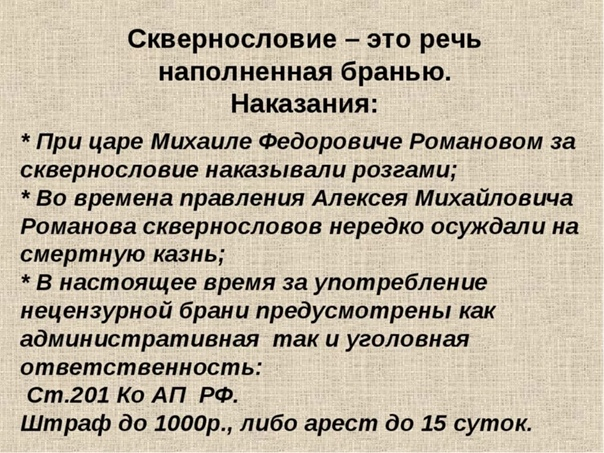 Сквернословие – это речь
наполненная бранью.
Наказания:
* При царе Михаиле Федоровиче Романовом за
сквернословие наказывали розгами;
* Во времена правления Алексея Михайловича
Романова сквернословов нередко осуждали на
смертную казнь;
* В настоящее время за употребление
нецензурной брани предусмотрены как
административная так и уголовная
ответственность:
Ст.201 Ко АП РФ.
Штраф до 1000р., либо арест до 15 суток.